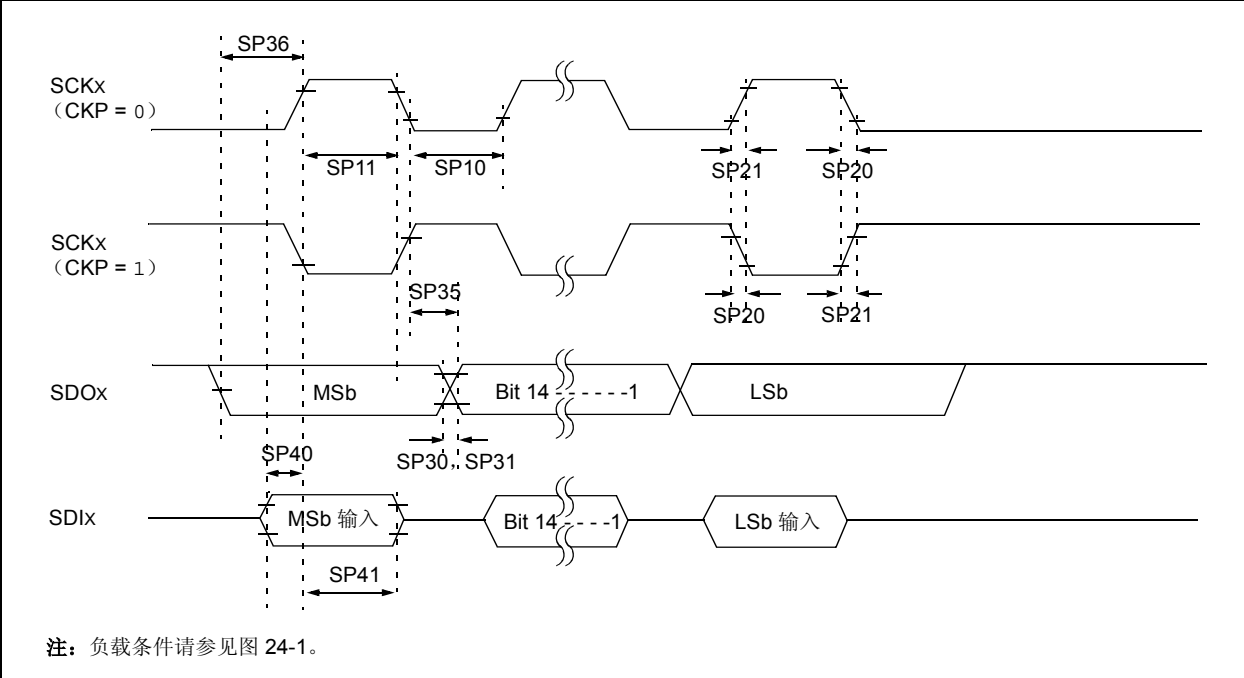 SP36
SCKx
（CKP = 0）
SP11
SP10
SP21
SP20
SCKx
（CKP = 1）
SP35
SP20
SP21
SDOx
MSb
Bit 14 - - - - - -1
LSb
SP40
SP30，SP31
SDIx
MSb 输入
Bit 14 - - - - -1
LSb 输入
SP41
注：负载条件请参见图 24-1。